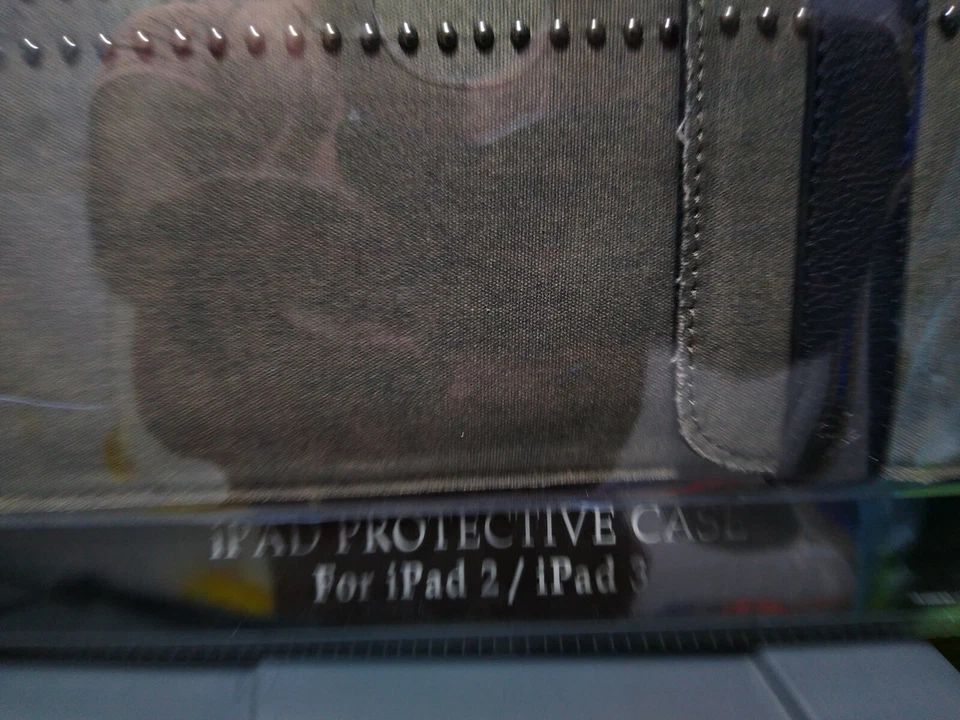 iPAD PROTECTIVE CASE
For iPad 2 / iPad 3